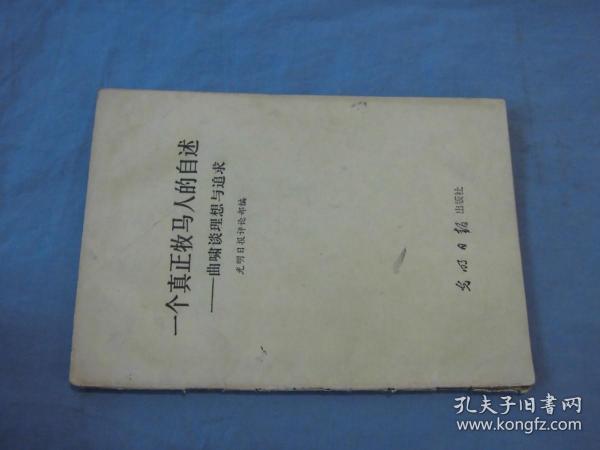 一个真正牧马人的自述
——曲啸谈理想与追求
光明日报评论部编
光明日报出版社
孔夫子旧書网
www.kongfz.com